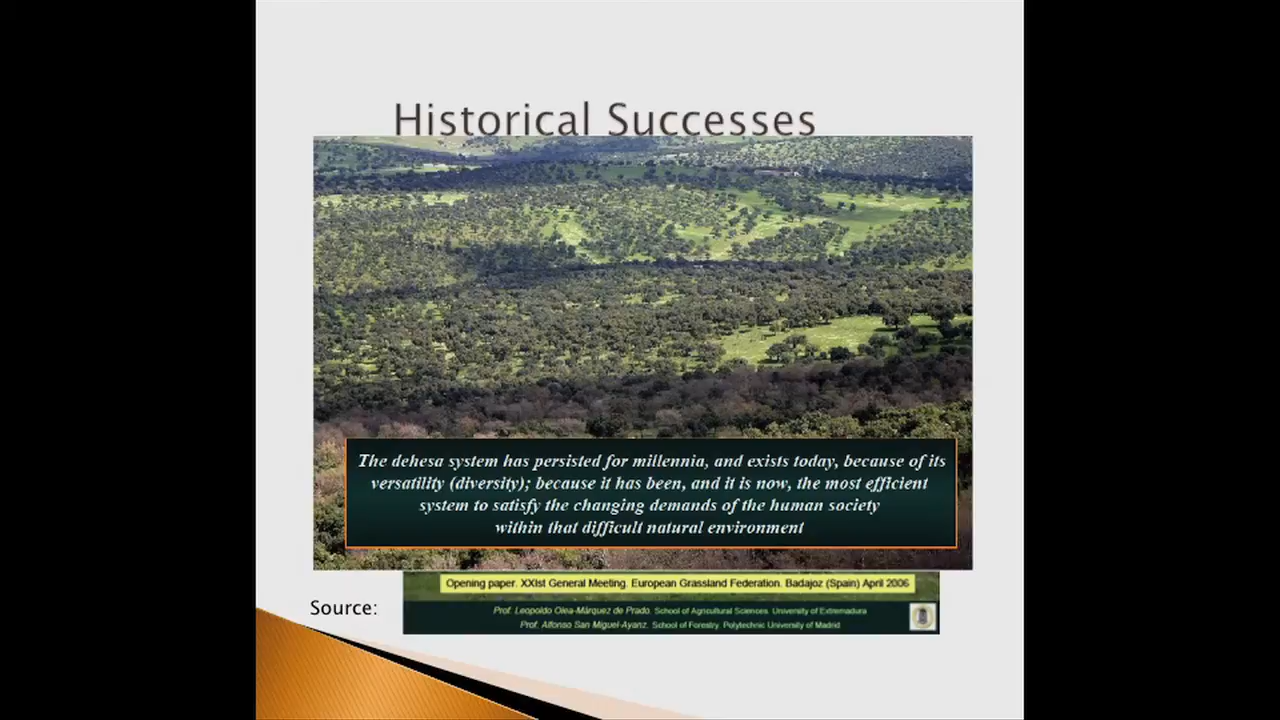 Historical Successes
The dehesa system has persisted for millennia, and exists today, because of its
versatility (diversity); because it has been, and it is now, the most efficient
system to satisfy the changing demands of the human society
within that difficult natural environment
Opening paper. XXIst General Meeting. European Grassland Federation. Badajoz (Spain) April 2006
Source:
Prof. Leopoldo Olea-Márquez de Prado. School of Agricultural Sciences. University of Extremadura
Prof. Alfonso San Miguel-Ayanz. School of Forestry. Polytechnic University of Madrid